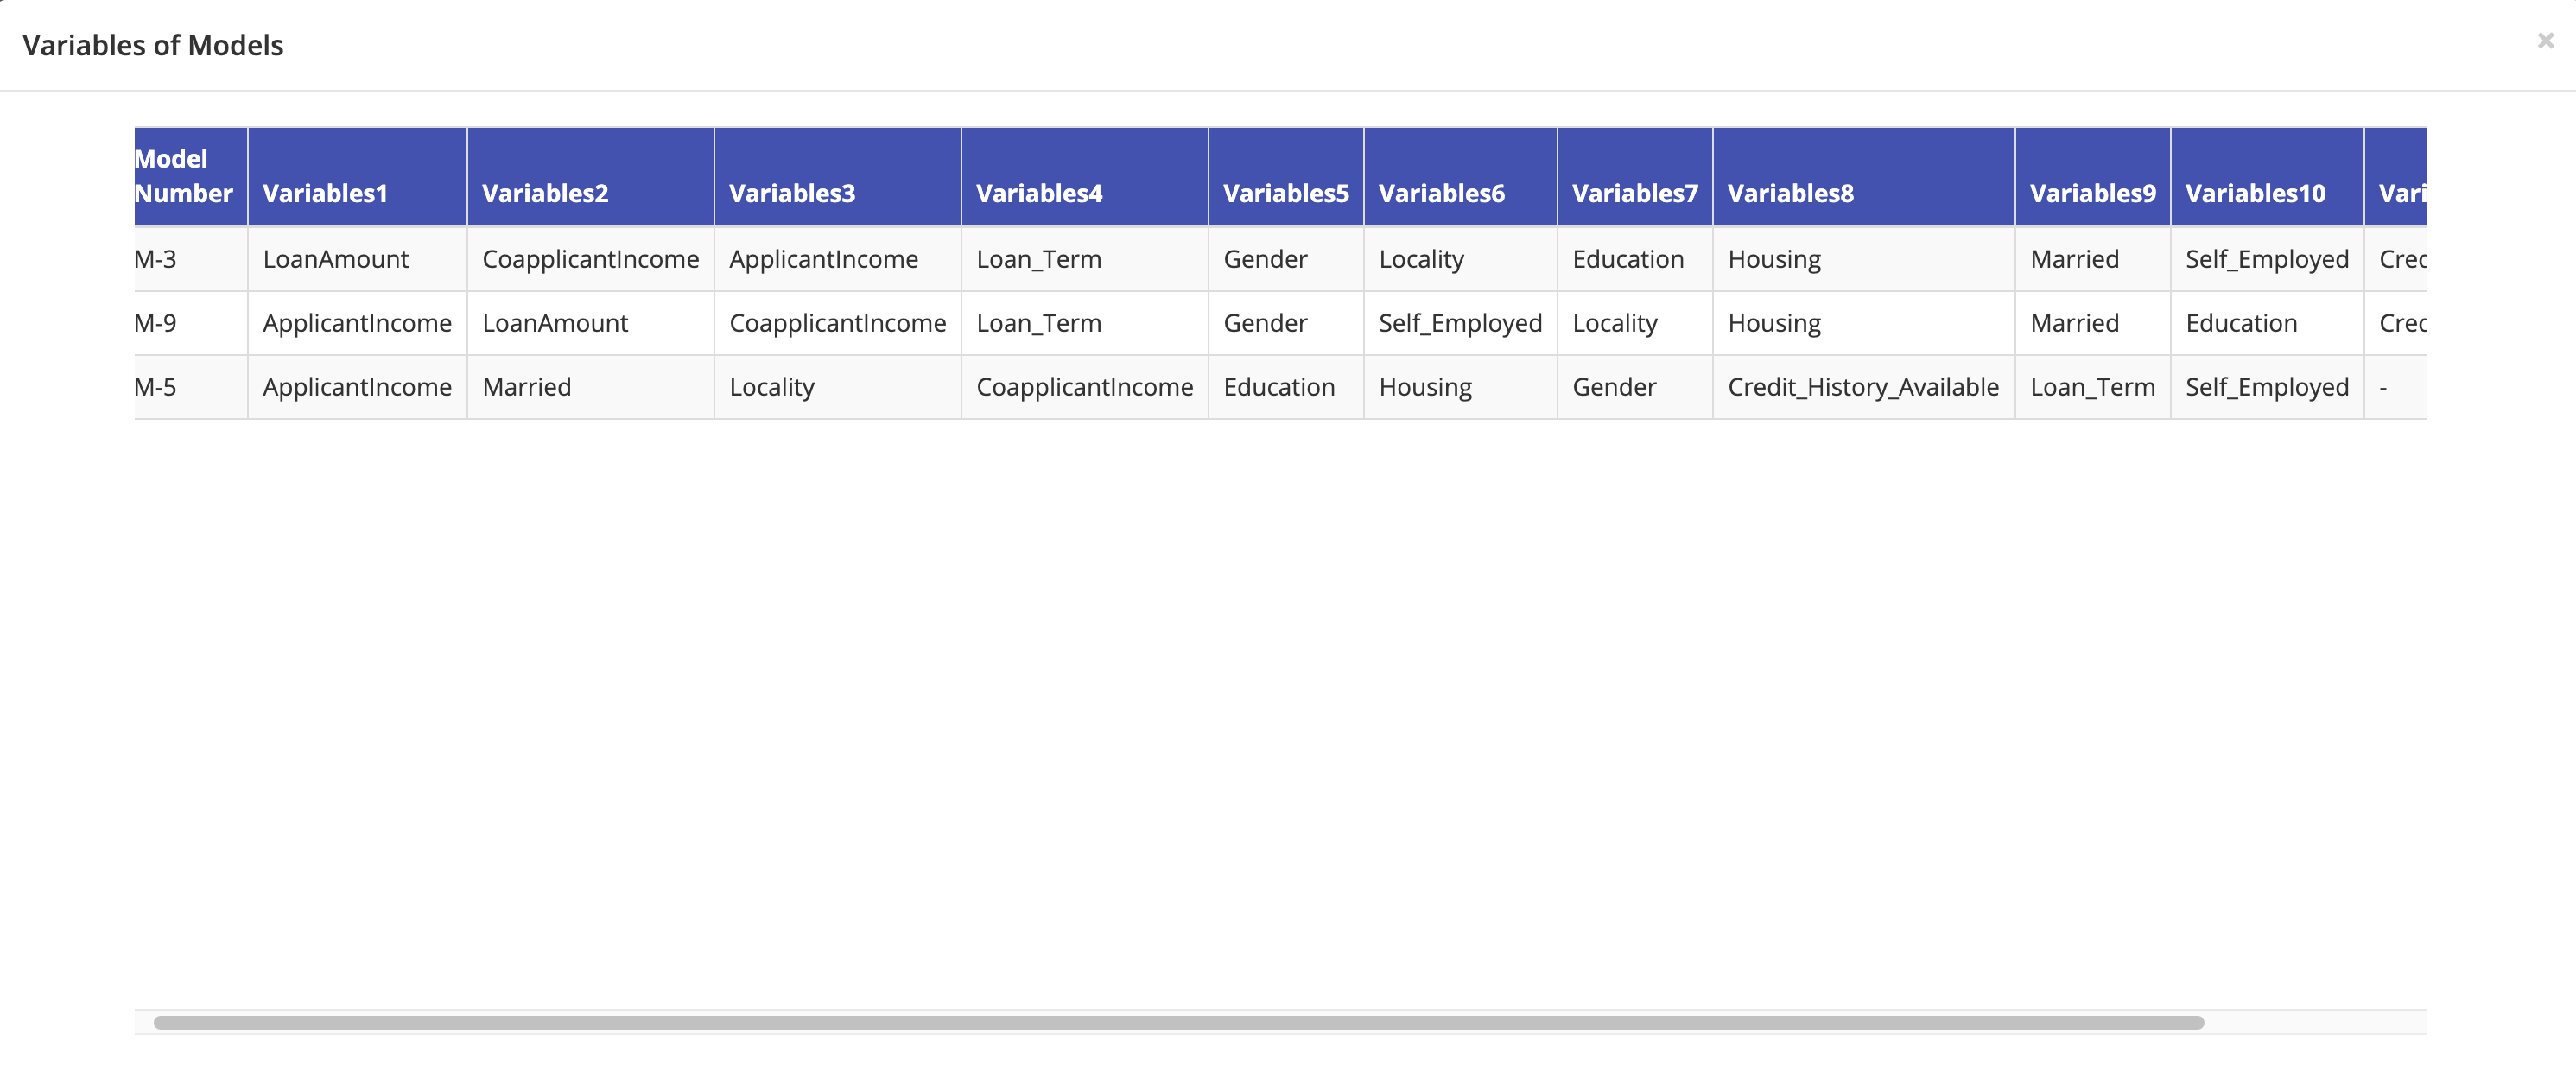 Variables of Models
×
Model Number Variables1 Variables2 Variables3 Variables4 Variables5 Variables6 Variables7 Variables8 Variables9 Variables10 Vari
M-3 LoanAmount CoapplicantIncome ApplicantIncome Loan_Term Gender Locality Education Housing Married Self_Employed Cred
M-9 ApplicantIncome LoanAmount CoapplicantIncome Loan_Term Gender Self_Employed Locality Housing Married Education Cred
M-5 ApplicantIncome Married Locality CoapplicantIncome Education Housing Gender Credit_History_Available Loan_Term Self_Employed -